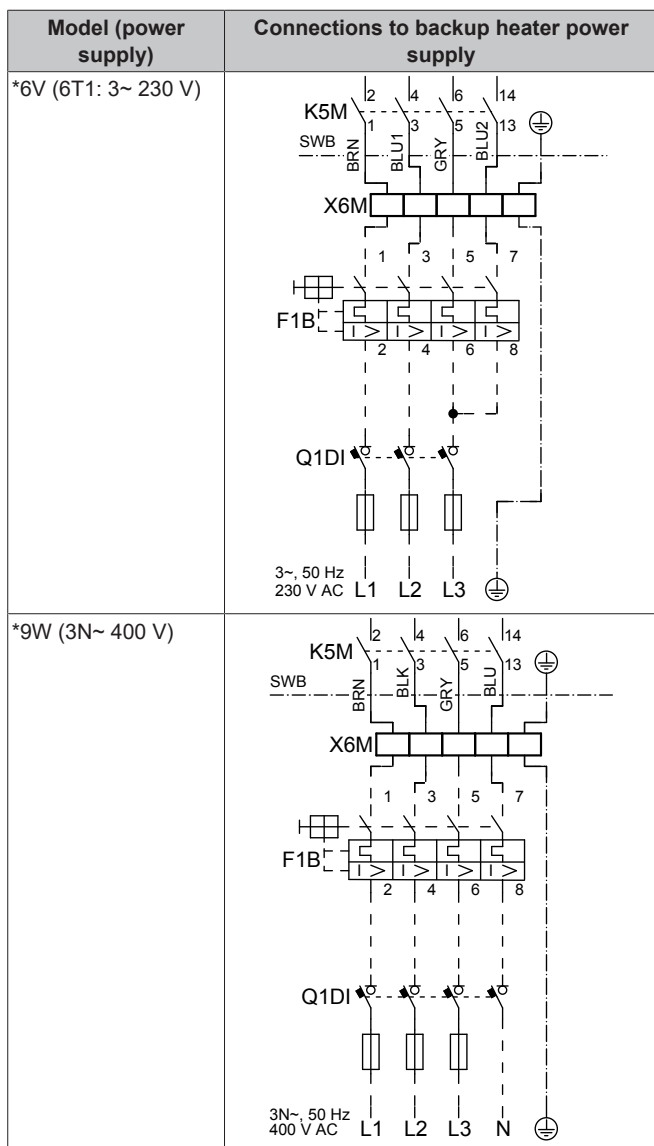 Model (power supply)
Connections to backup heater power supply
*6V (6T1: 3~ 230 V)
2 4 6 14
K5M
1 3 5 13
SWB
BRN BLU1 GRY BLU2
X6M
1 3 5 7
F1B
I > I > I > I >
2 4 6 8
Q1DI
3~, 50 Hz
230 V AC L1 L2 L3
*9W (3N~ 400 V)
2 4 6 14
K5M
1 3 5 13
SWB
BRN BLK GRY BLU
X6M
1 3 5 7
F1B
I > I > I > I >
2 4 6 8
Q1DI
3N~, 50 Hz
400 V AC L1 L2 L3 N